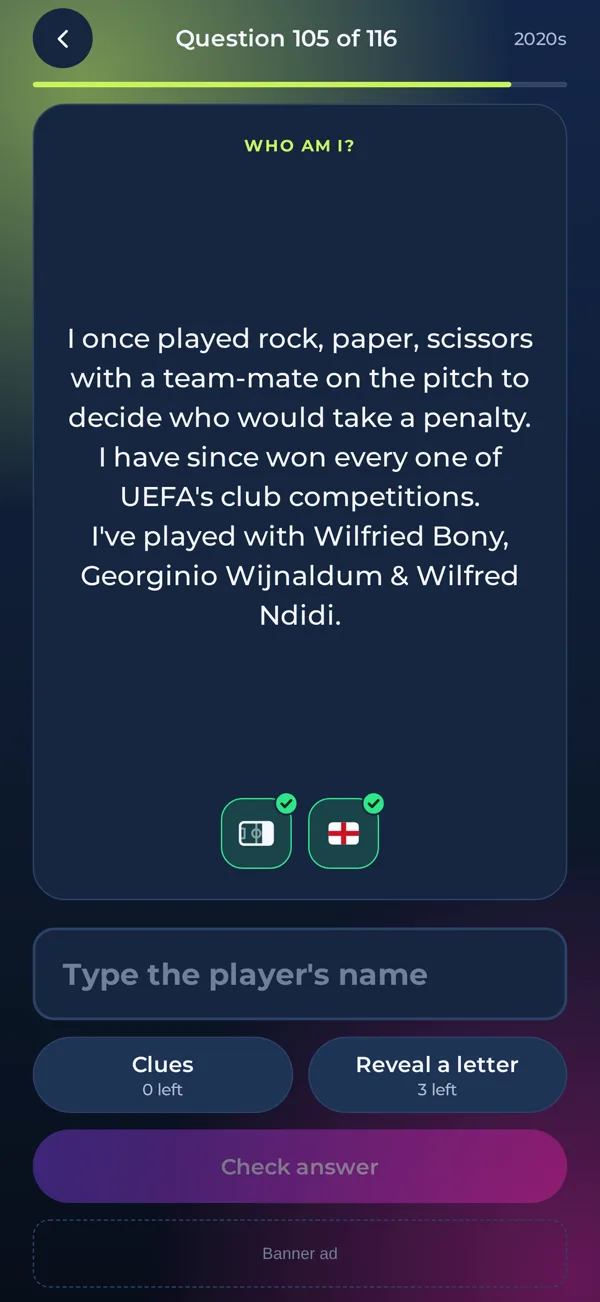 Question 105 of 116
2020s
WHO AM I?
I once played rock, paper, scissors
with a team-mate on the pitch to
decide who would take a penalty.
I have since won every one of
UEFA's club competitions.
I've played with Wilfried Bony,
Georginio Wijnaldum & Wilfred
Ndidi.
Type the player's name
Clues
0 left
Reveal a letter
3 left
Check answer
Banner ad